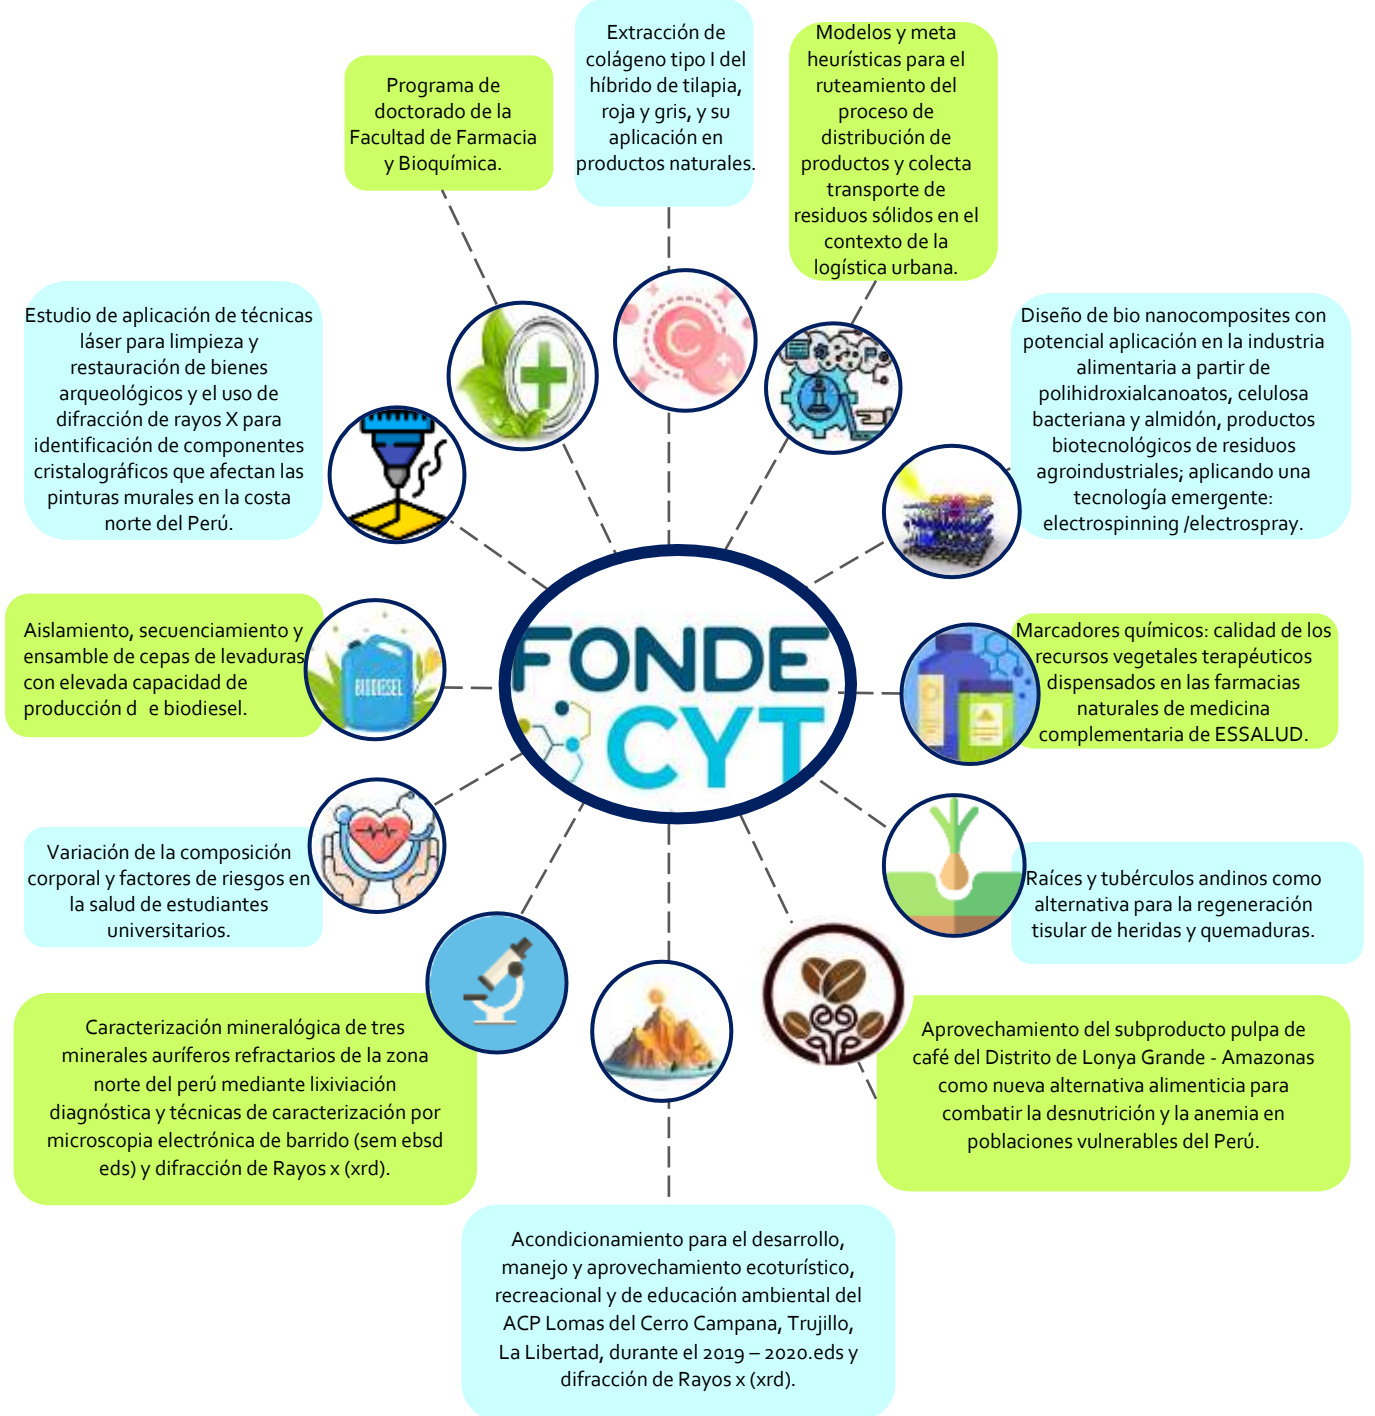 Extracción de
colágeno tipo I del
híbrido de tilapia,
roja y gris, y su
aplicación en
productos naturales.
Modelos y meta
heurísticas para el
ruteamiento del
proceso de
distribución de
productos y colecta
transporte de
residuos sólidos en el
contexto de la
logística urbana.
Programa de
doctorado de la
Facultad de Farmacia
y Bioquímica.
Estudio de aplicación de técnicas
láser para limpieza y
restauración de bienes
arqueológicos y el uso de
difracción de rayos X para
identificación de componentes
cristalográficos que afectan las
pinturas murales en la costa
norte del Perú.
Diseño de bio nanocomposites con
potencial aplicación en la industria
alimentaria a partir de
polihidroxialcanoatos, celulosa
bacteriana y almidón, productos
biotecnológicos de residuos
agroindustriales; aplicando una
tecnología emergente:
electrospinning /electrospray.
Aislamiento, secuenciamiento y
ensamble de cepas de levaduras
con elevada capacidad de
producción d e biodiesel.
BIODIESEL
FONDE
CYT
Marcadores químicos: calidad de los
recursos vegetales terapéuticos
dispensados en las farmacias
naturales de medicina
complementaria de ESSALUD.
Variación de la composición
corporal y factores de riesgos en
la salud de estudiantes
universitarios.
Raíces y tubérculos andinos como
alternativa para la regeneración
tisular de heridas y quemaduras.
Caracterización mineralógica de tres
minerales auríferos refractarios de la zona
norte del perú mediante lixiviación
diagnóstica y técnicas de caracterización por
microscopia electrónica de barrido (sem ebsd
eds) y difracción de Rayos x (xrd).
Aprovechamiento del subproducto pulpa de
café del Distrito de Lonya Grande - Amazonas
como nueva alternativa alimenticia para
combatir la desnutrición y la anemia en
poblaciones vulnerables del Perú.
Acondicionamiento para el desarrollo,
manejo y aprovechamiento ecoturístico,
recreacional y de educación ambiental del
ACP Lomas del Cerro Campana, Trujillo,
La Libertad, durante el 2019 – 2020.eds y
difracción de Rayos x (xrd).